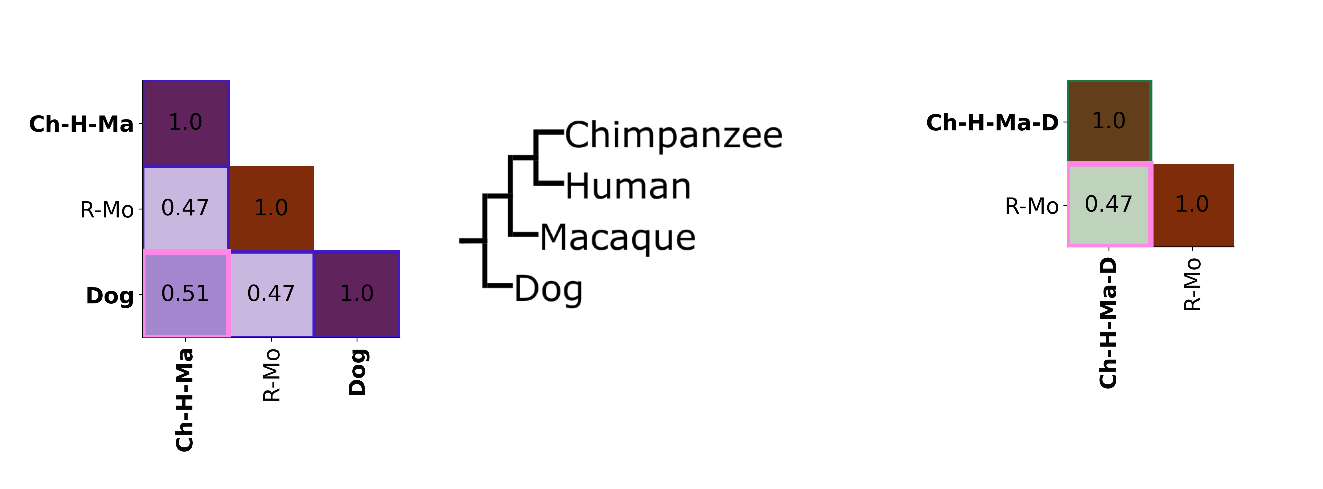 Ch-H-Ma
1.0
R-Mo
0.47
1.0
Dog
0.51
0.47
1.0
Ch-H-Ma
R-Mo
Dog
Chimpanzee
Human
Macaque
Dog
Ch-H-Ma-D
1.0
R-Mo
0.47
1.0
Ch-H-Ma-D
R-Mo